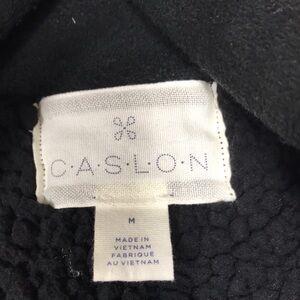 C·A·S·L·O·N
M
MADE IN
VIETNAM
FABRIQUE
AU VIETNAM